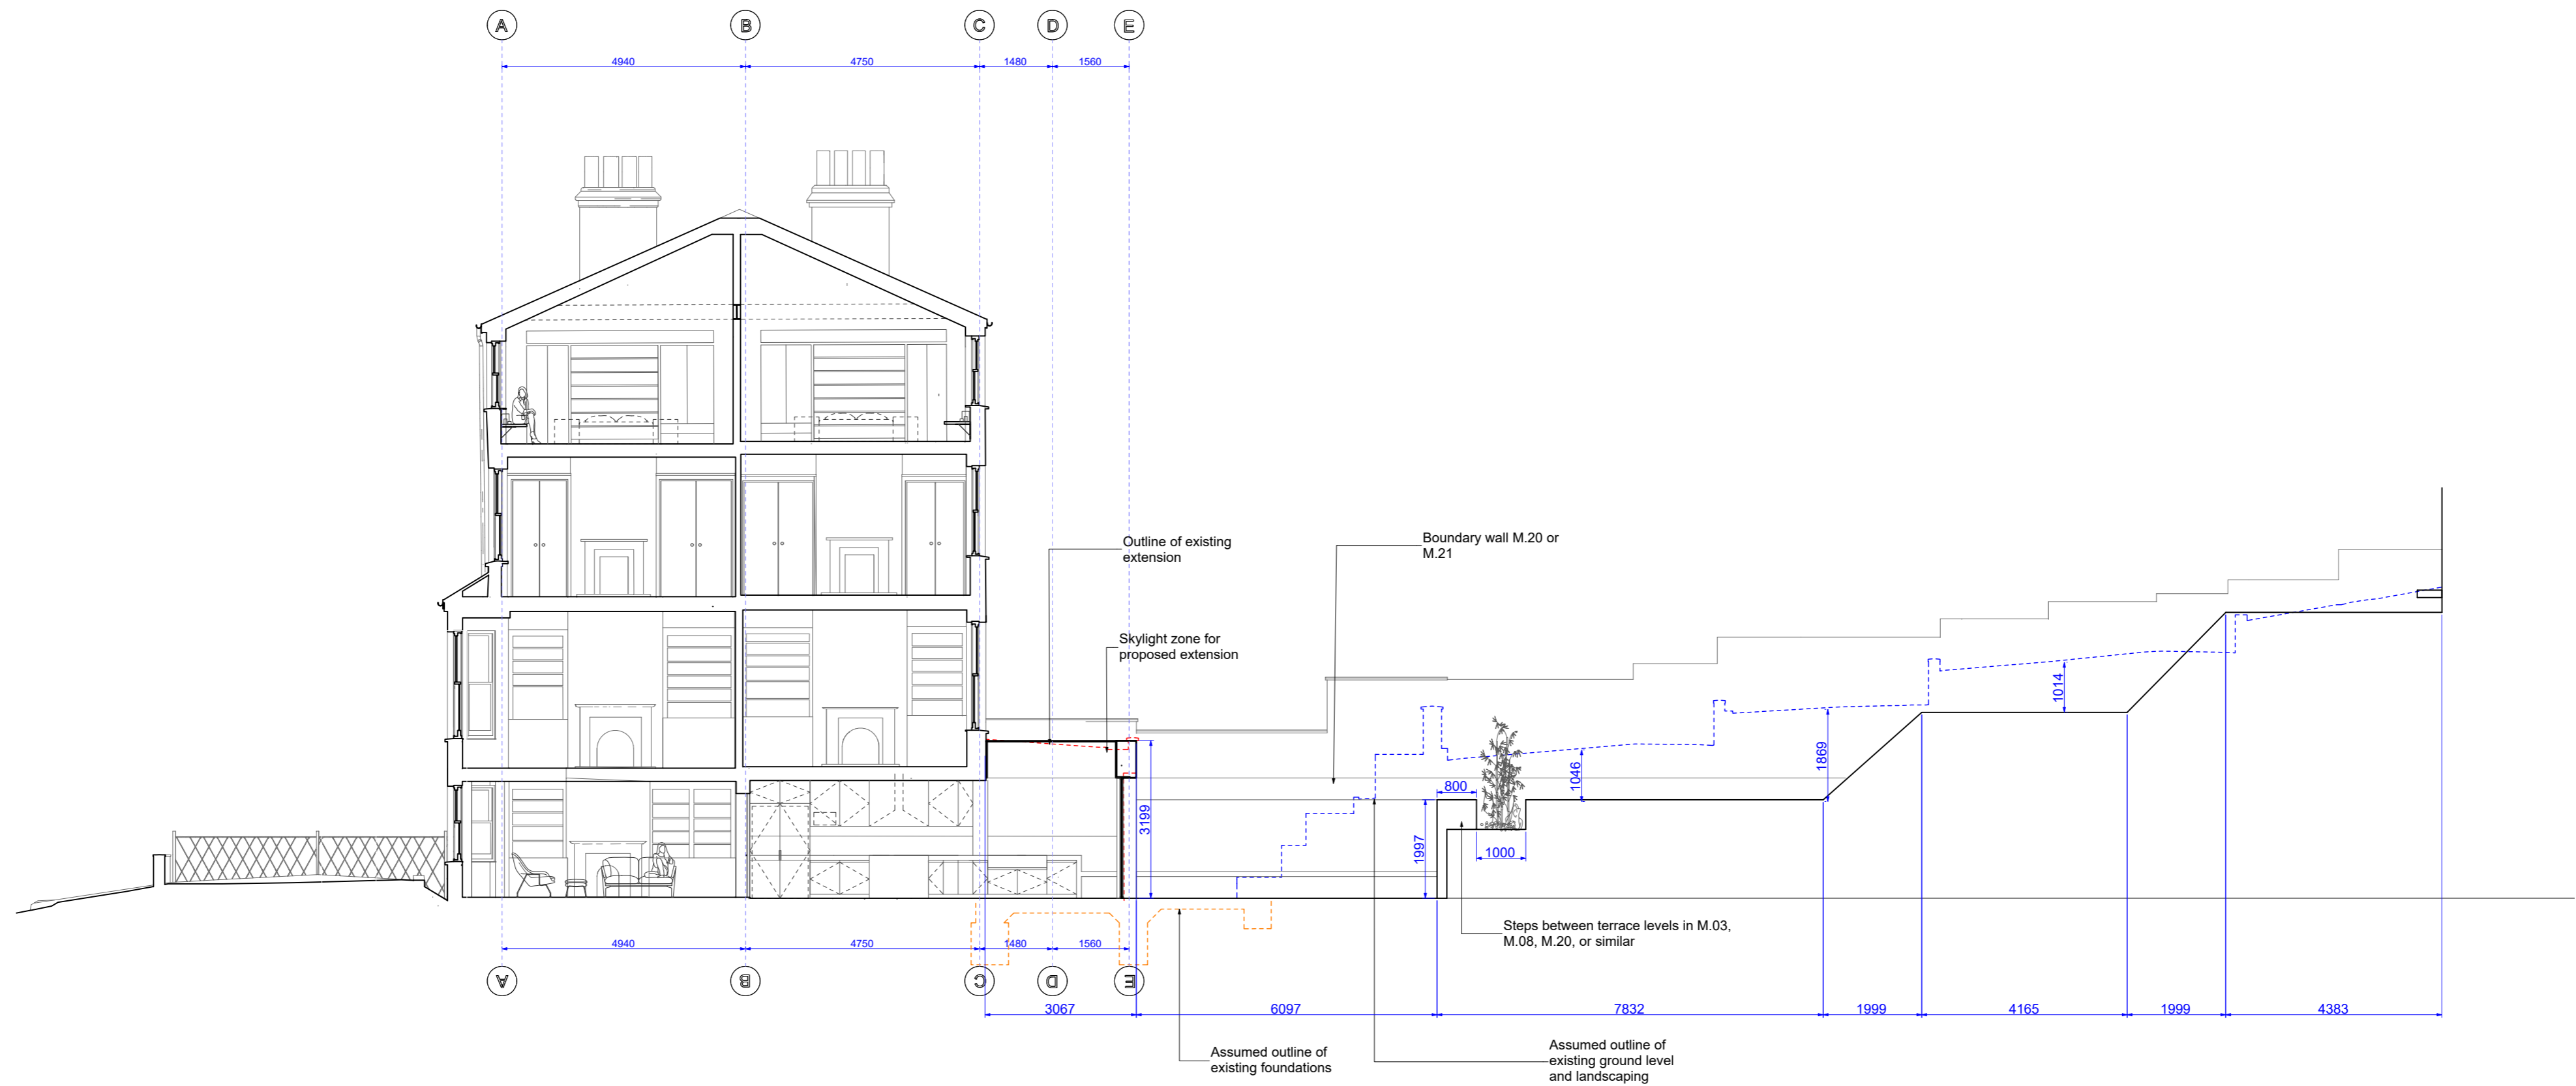 A B C D E
4940 4750 1480 1560
Outline of existing
extension
Boundary wall M.20 or
M.21
Skylight zone for
proposed extension
1014
1869
1046
800
3199
1997
1000
Steps between terrace levels in M.03,
M.08, M.20, or similar
4940 4750 1480 1560
A B C D E
3067 6097 7832 1999 4165 1999 4383
Assumed outline of
existing foundations
Assumed outline of
existing ground level
and landscaping